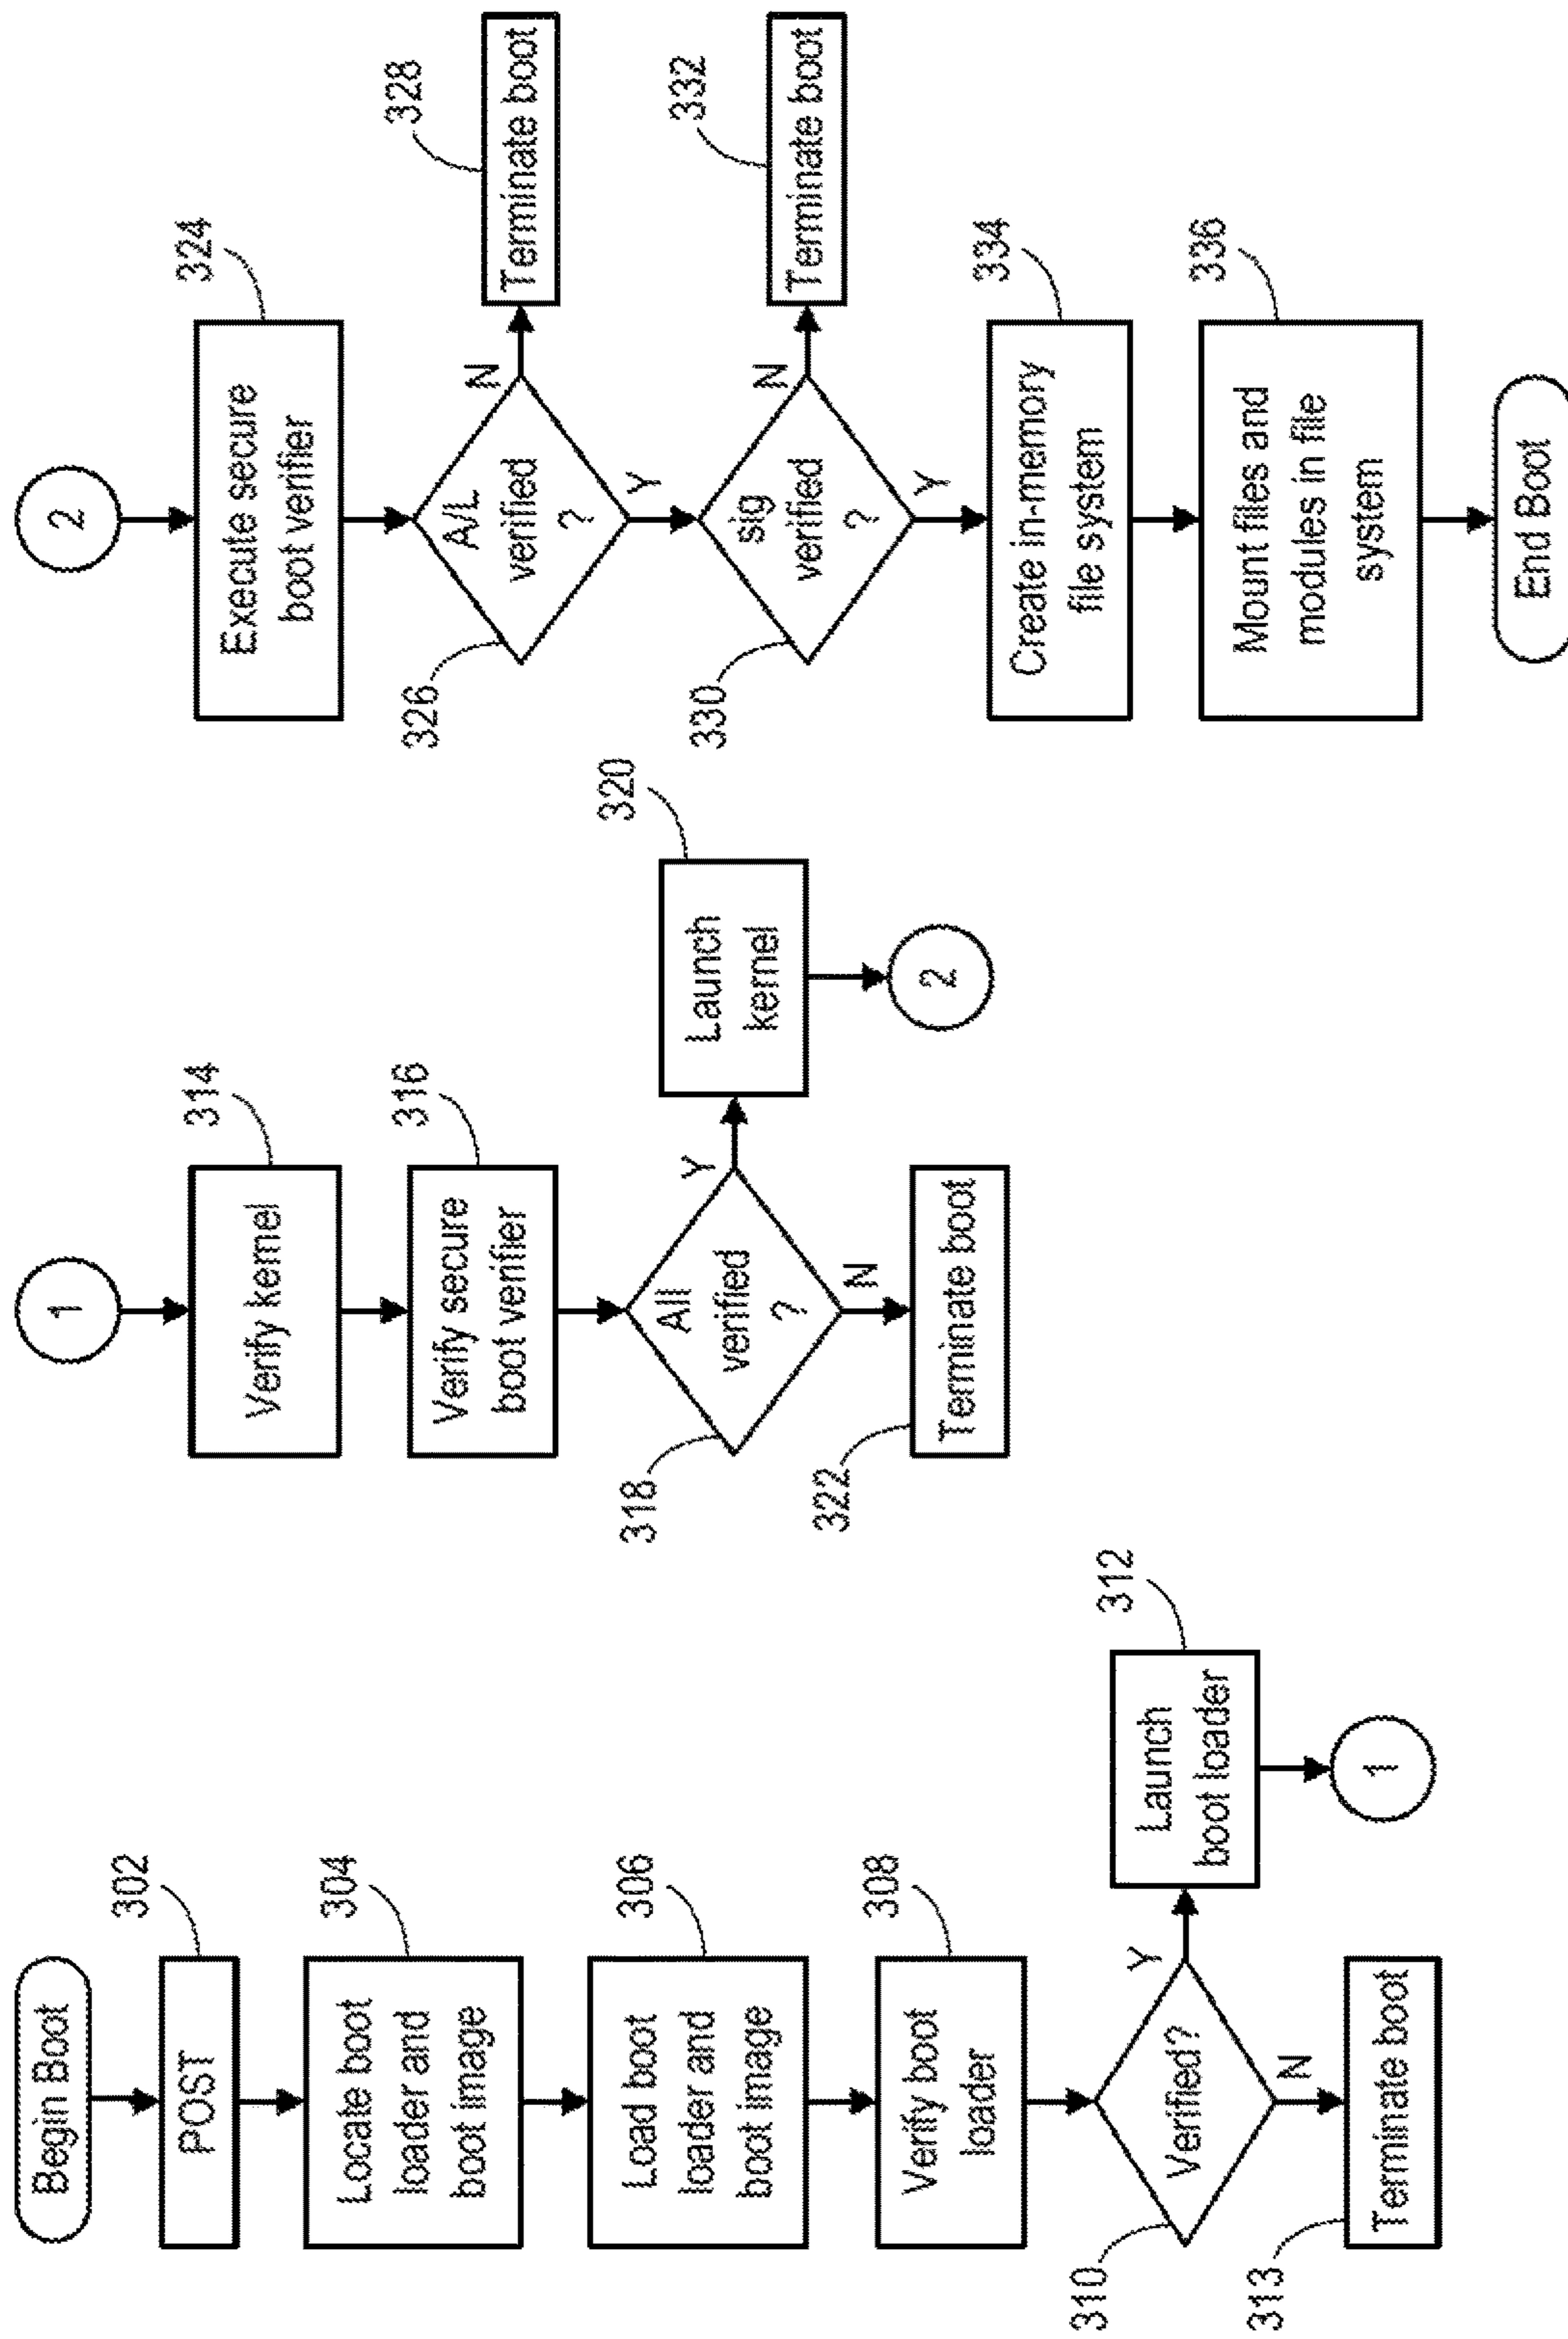 Begin Boot
302
POST
304
Locate boot
loader and
boot image
306
Load boot
loader and
boot image
308
Verify boot
loader
310
Verified?
Y
N
312
Launch
boot loader
1
313
Terminate boot
1
314
Verify kernel
316
Verify secure
boot verifier
318
All
verified
?
Y
N
320
Launch
kernel
2
322
Terminate boot
2
324
Execute secure
boot verifier
326
A/L
verified
?
N
Y
328
Terminate boot
330
sig
verified
?
N
Y
332
Terminate boot
334
Create in-memory
file system
336
Mount files and
modules in file
system
End Boot